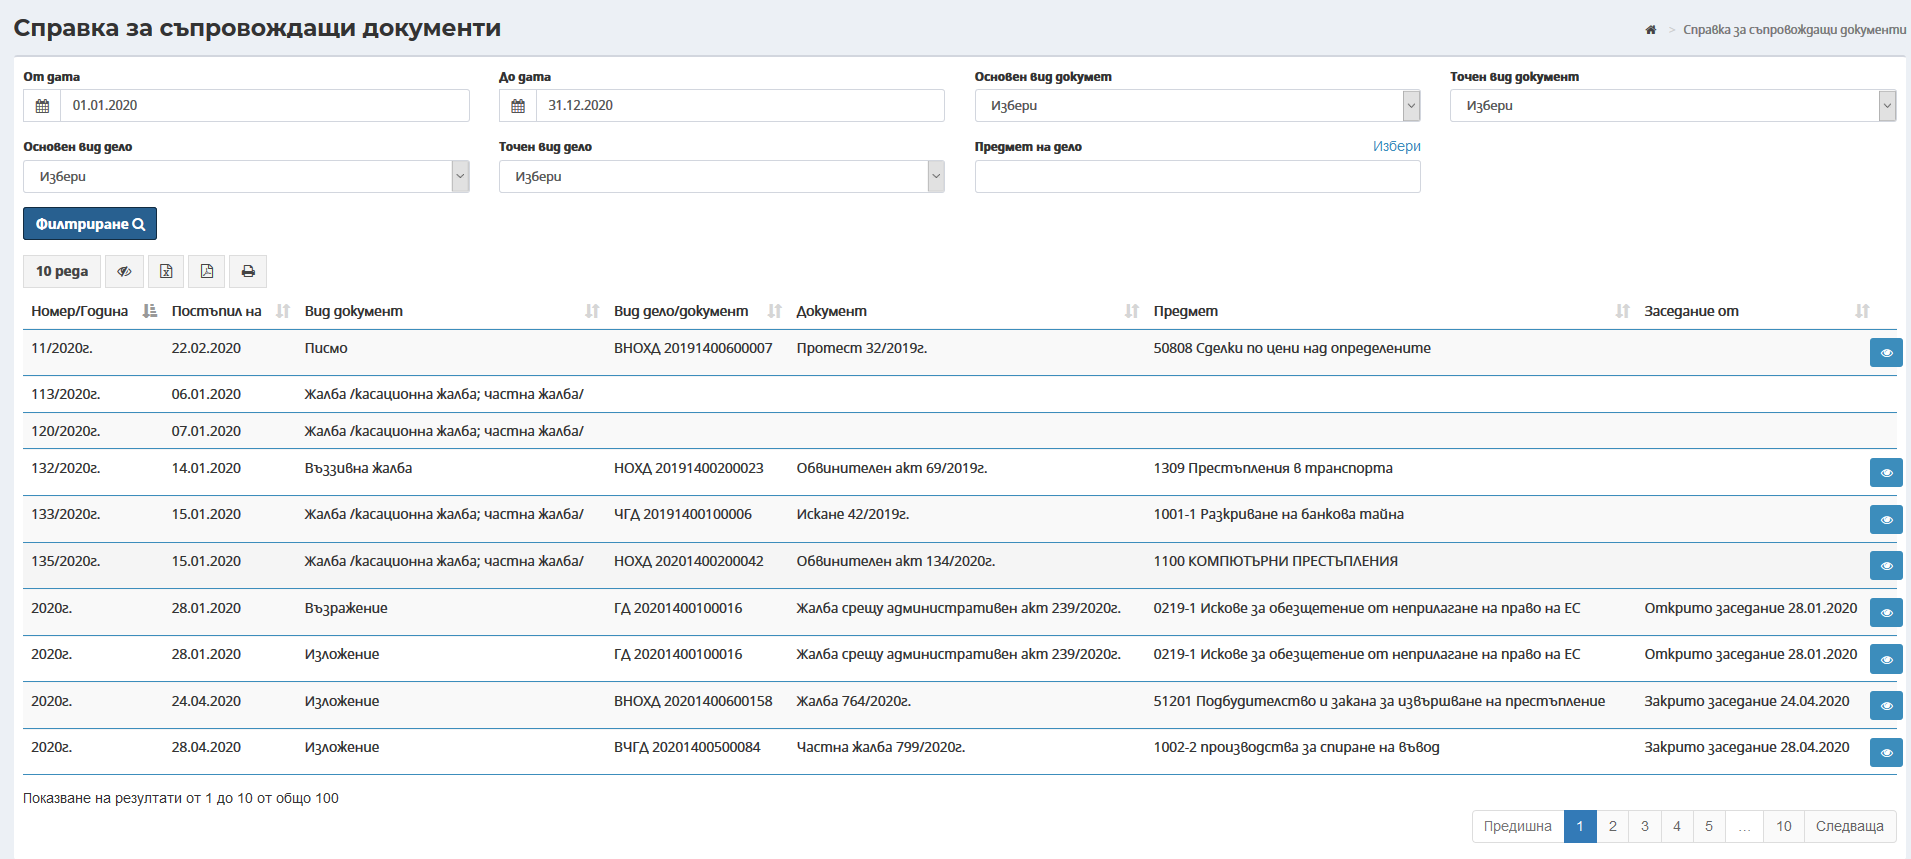 Справка за съпровождащи документи
> Справка за съпровождащи документи
От дата До дата Основен вид докумет Точен вид документ
01.01.2020 31.12.2020 Избери Избери
Основен вид дело Точен вид дело Предмет на дело Избери
Избери Избери
Филтриране
10 реда
Номер/Година Постъпил на Вид документ Вид дело/документ Документ Предмет Заседание от
11/2020г. 22.02.2020 Писмо ВНОХД 20191400600007 Протест 32/2019г. 50808 Сделки по цени над определените
113/2020г. 06.01.2020 Жалба /касационна жалба; частна жалба/
120/2020г. 07.01.2020 Жалба /касационна жалба; частна жалба/
132/2020г. 14.01.2020 Въззивна жалба НОХД 20191400200023 Обвинителен акт 69/2019г. 1309 Престъпления в транспорта
133/2020г. 15.01.2020 Жалба /касационна жалба; частна жалба/ ЧГД 20191400100006 Искане 42/2019г. 1001-1 Разкриване на банкова тайна
135/2020г. 15.01.2020 Жалба /касационна жалба; частна жалба/ НОХД 20201400200042 Обвинителен акт 134/2020г. 1100 КОМПЮТЪРНИ ПРЕСТЪПЛЕНИЯ
2020г. 28.01.2020 Възражение ГД 20201400100016 Жалба срещу административен акт 239/2020г. 0219-1 Искове за обезщетение от неприлагане на право на ЕС Открито заседание 28.01.2020
2020г. 28.01.2020 Изложение ГД 20201400100016 Жалба срещу административен акт 239/2020г. 0219-1 Искове за обезщетение от неприлагане на право на ЕС Открито заседание 28.01.2020
2020г. 24.04.2020 Изложение ВНОХД 20201400600158 Жалба 764/2020г. 51201 Подбудителство и закана за извършване на престъпление Закрито заседание 24.04.2020
2020г. 28.04.2020 Изложение ВЧГД 20201400500084 Частна жалба 799/2020г. 1002-2 производства за спиране на въвод Закрито заседание 28.04.2020
Показване на резултати от 1 до 10 от общо 100
Предишна 1 2 3 4 5 … 10 Следваща